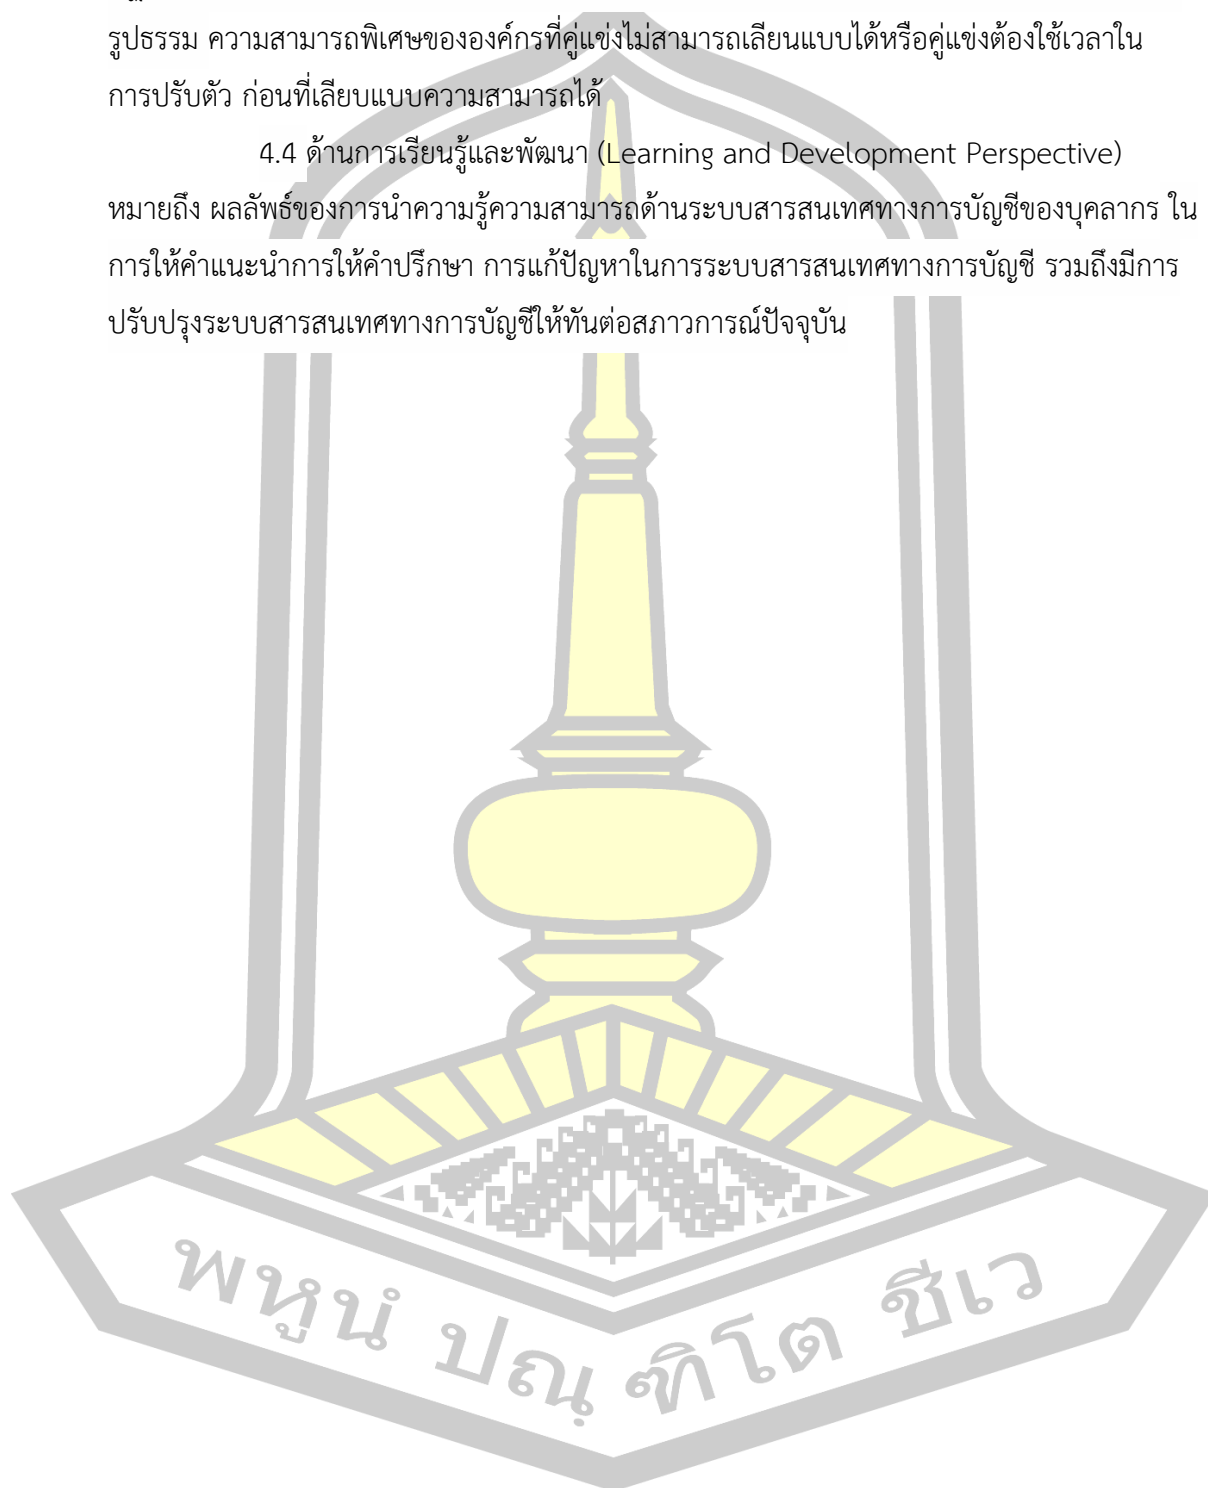 รูปธรรม ความสามารถพิเศษขององค์กรที่คู่แข่งไม่สามารถเลียนแบบได้หรือคู่แข่งต้องใช้เวลาใน
การปรับตัว ก่อนที่เลียบแบบความสามารถได้
4.4 ด้านการเรียนรู้และพัฒนา (Learning and Development Perspective)
หมายถึง ผลลัพธ์ของการนำความรู้ความสามารถด้านระบบสารสนเทศทางการบัญชีของบุคลากร ใน
การให้คำแนะนำการให้คำปรึกษา การแก้ปัญหาในการระบบสารสนเทศทางการบัญชี รวมถึงมีการ
ปรับปรุงระบบสารสนเทศทางการบัญชีให้ทันต่อสภาวการณ์ปัจจุบัน
พหูนํ ปณฺฑิโต ชีเว